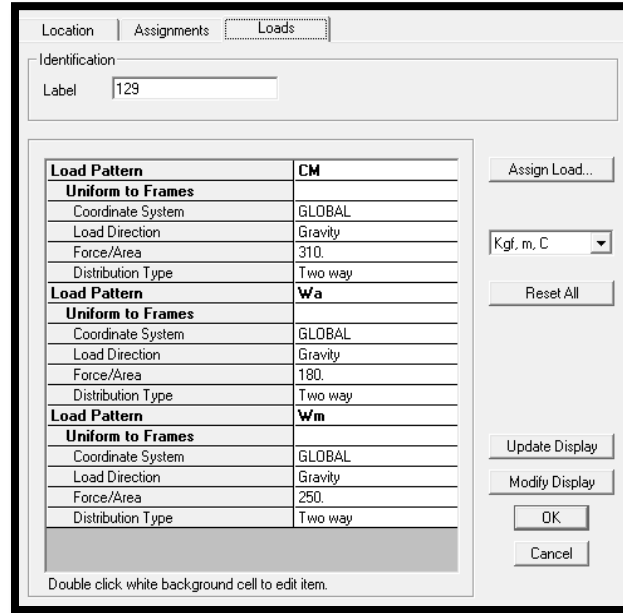 Location Assignments Loads
Identification
Label 129
Load Pattern CM
Uniform to Frames
Coordinate System GLOBAL
Load Direction Gravity
Force/Area 310.
Distribution Type Two way
Load Pattern Wa
Uniform to Frames
Coordinate System GLOBAL
Load Direction Gravity
Force/Area 180.
Distribution Type Two way
Load Pattern Wm
Uniform to Frames
Coordinate System GLOBAL
Load Direction Gravity
Force/Area 250.
Distribution Type Two way
Double click white background cell to edit item.
Assign Load...
Kgf, m, C
Reset All
Update Display
Modify Display
OK
Cancel